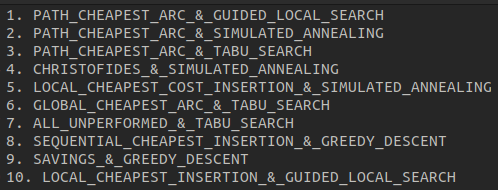 1. PATH_CHEAPEST_ARC_&_GUIDED_LOCAL_SEARCH
2. PATH_CHEAPEST_ARC_&_SIMULATED_ANNEALING
3. PATH_CHEAPEST_ARC_&_TABU_SEARCH
4. CHRISTOFIDES_&_SIMULATED_ANNEALING
5. LOCAL_CHEAPEST_COST_INSERTION_&_SIMULATED_ANNEALING
6. GLOBAL_CHEAPEST_ARC_&_TABU_SEARCH
7. ALL_UNPERFORMED_&_TABU_SEARCH
8. SEQUENTIAL_CHEAPEST_INSERTION_&_GREEDY_DESCENT
9. SAVINGS_&_GREEDY_DESCENT
10. LOCAL_CHEAPEST_INSERTION_&_GUIDED_LOCAL_SEARCH